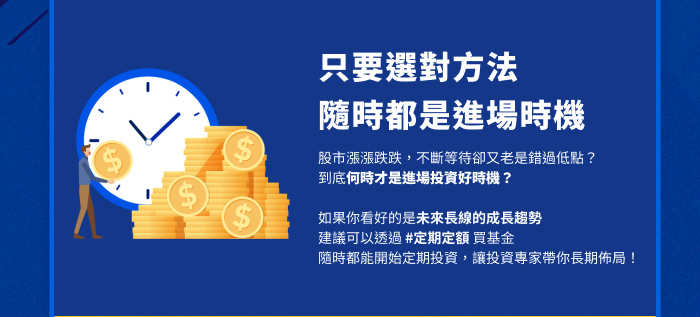 只要選對方法
隨時都是進場時機
股市漲漲跌跌，不斷等待卻又老是錯過低點？
到底何時才是進場投資好時機？
如果你看好的是未來長線的成長趨勢
建議可以透過 #定期定額 買基金
隨時都能開始定期投資，讓投資專家帶你長期佈局！
$
$
$
$